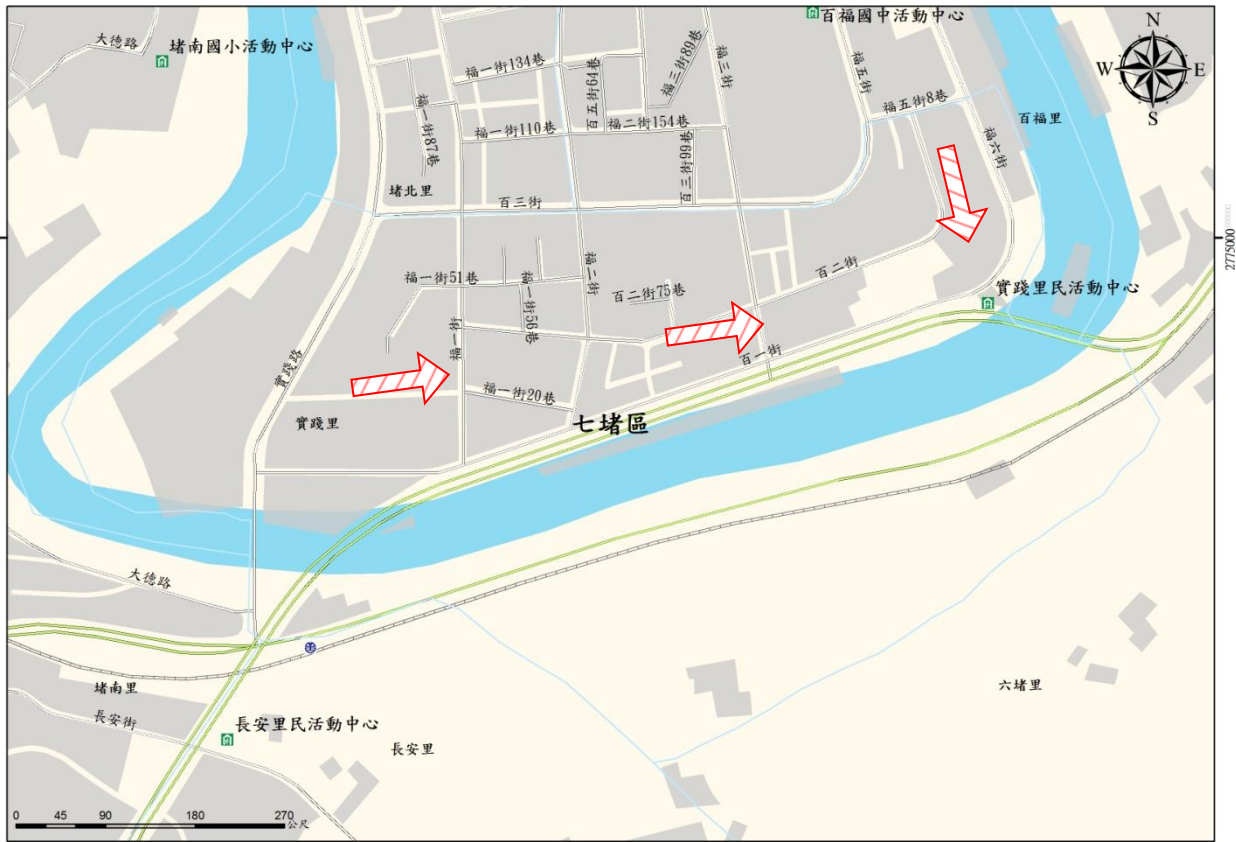 大德路
堵南國小活動中心
百福國中活動中心
N
W
E
S
福一街134巷
百五街64巷
福三街89巷
福三街
福五街
福五街8巷
百福里
福一街87巷
福一街110巷
福二街154巷
百三街99巷
福六街
堵北里
百三街
2775000
福一街51巷
福一街56巷
福二街
百二街75巷
百二街
實踐里民活動中心
實踐路
福一街
百一街
福一街20巷
實踐里
七堵區
大德路
堵南里
長安街
長安里民活動中心
長安里
六堵里
0 45 90 180 270
公尺